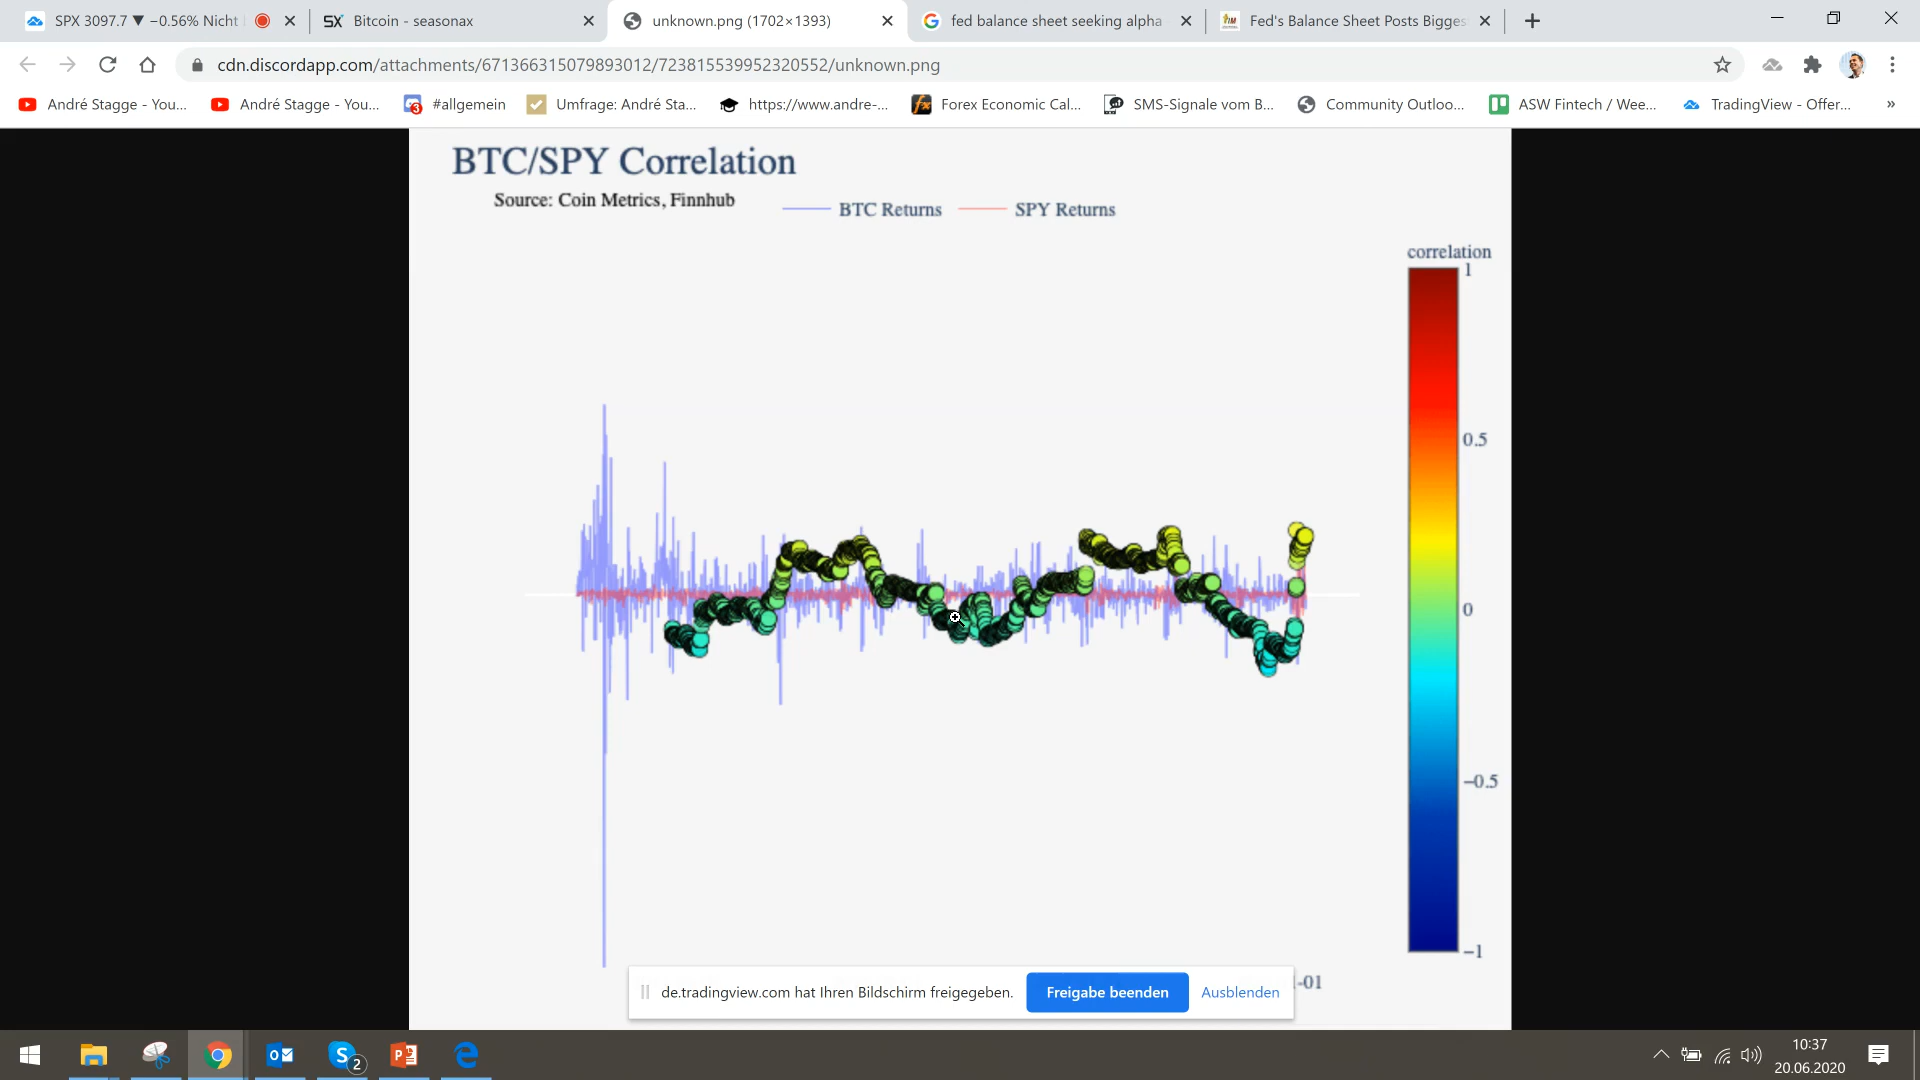 SPX 3097.7 ▼ −0.56% Nicht
Bitcoin - seasonax
unknown.png (1702×1393)
fed balance sheet seeking alpha
Fed's Balance Sheet Posts Bigges
cdn.discordapp.com/attachments/671366315079893012/723815539952320552/unknown.png
André Stagge - You...
André Stagge - You...
#allgemein
Umfrage: André Sta...
https://www.andre-...
Forex Economic Cal...
SMS-Signale vom B...
Community Outloo...
ASW Fintech / Wee...
TradingView - Offer...
»
BTC/SPY Correlation
Source: Coin Metrics, Finnhub
BTC Returns
SPY Returns
correlation
1
0.5
0
−0.5
−1
-01
de.tradingview.com hat Ihren Bildschirm freigegeben.
Freigabe beenden
Ausblenden
10:37
20.06.2020